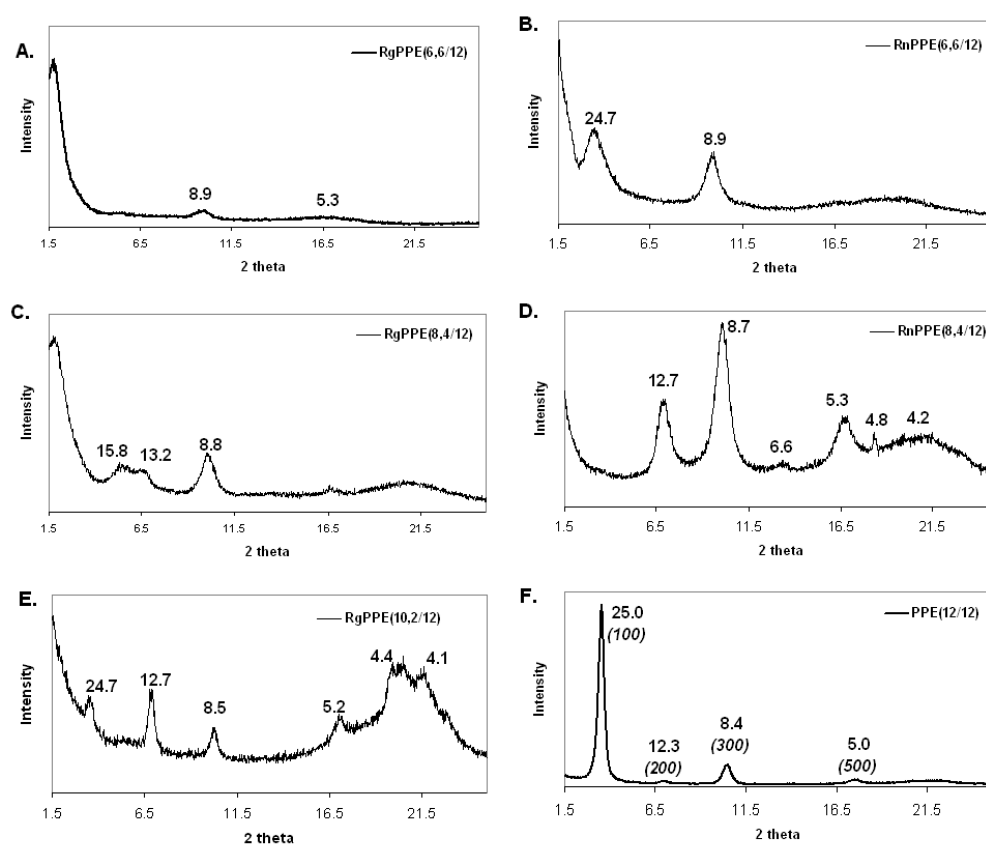 A.
RgPPE(6,6/12)
Intensity
8.9
5.3
1.5 6.5 11.5 16.5 21.5
2 theta
B.
RnPPE(6,6/12)
Intensity
24.7
8.9
1.5 6.5 11.5 16.5 21.5
2 theta
C.
RgPPE(8,4/12)
Intensity
15.8 13.2 8.8
1.5 6.5 11.5 16.5 21.5
2 theta
D.
RnPPE(8,4/12)
Intensity
8.7
12.7
5.3
4.8 4.2
6.6
1.5 6.5 11.5 16.5 21.5
2 theta
E.
RgPPE(10,2/12)
Intensity
24.7 12.7
8.5
5.2
4.4 4.1
1.5 6.5 11.5 16.5 21.5
2 theta
F.
PPE(12/12)
Intensity
25.0
(100)
12.3
(200)
8.4
(300)
5.0
(500)
1.5 6.5 11.5 16.5 21.5
2 theta